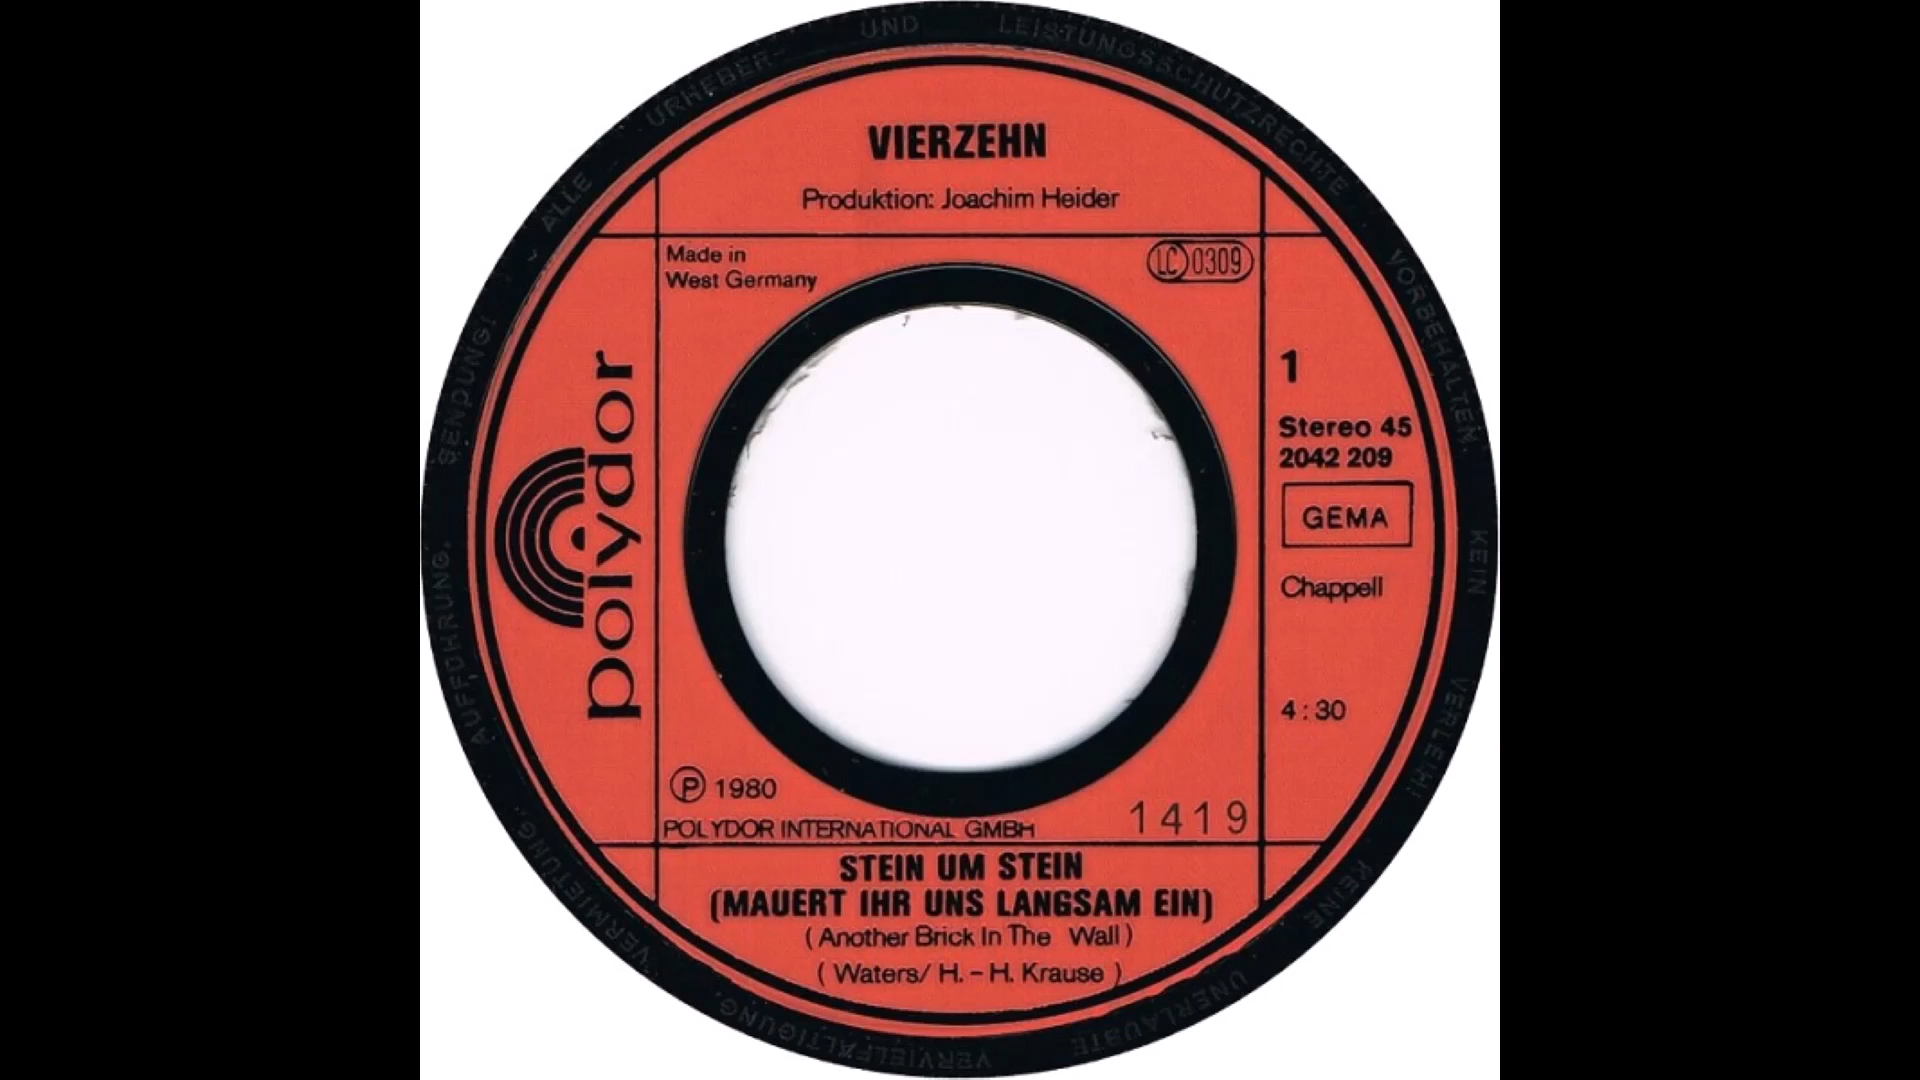 ALLE URHEBER- UND LEISTUNGSSCHUTZRECHTE VORBEHALTEN. KEIN VERLEIH! KEINE UNERLAUBTE VERVIELFÄLTIGUNG, VERMIETUNG, AUFFÜHRUNG, SENDUNG!
VIERZEHN
Produktion: Joachim Heider
Made in
West Germany
LC 0309
polydor
1
Stereo 45
2042 209
GEMA
Chappell
4:30
℗ 1980
POLYDOR INTERNATIONAL GMBH
1419
STEIN UM STEIN
(MAUERT IHR UNS LANGSAM EIN)
(Another Brick In The Wall)
(Waters/ H. - H. Krause)